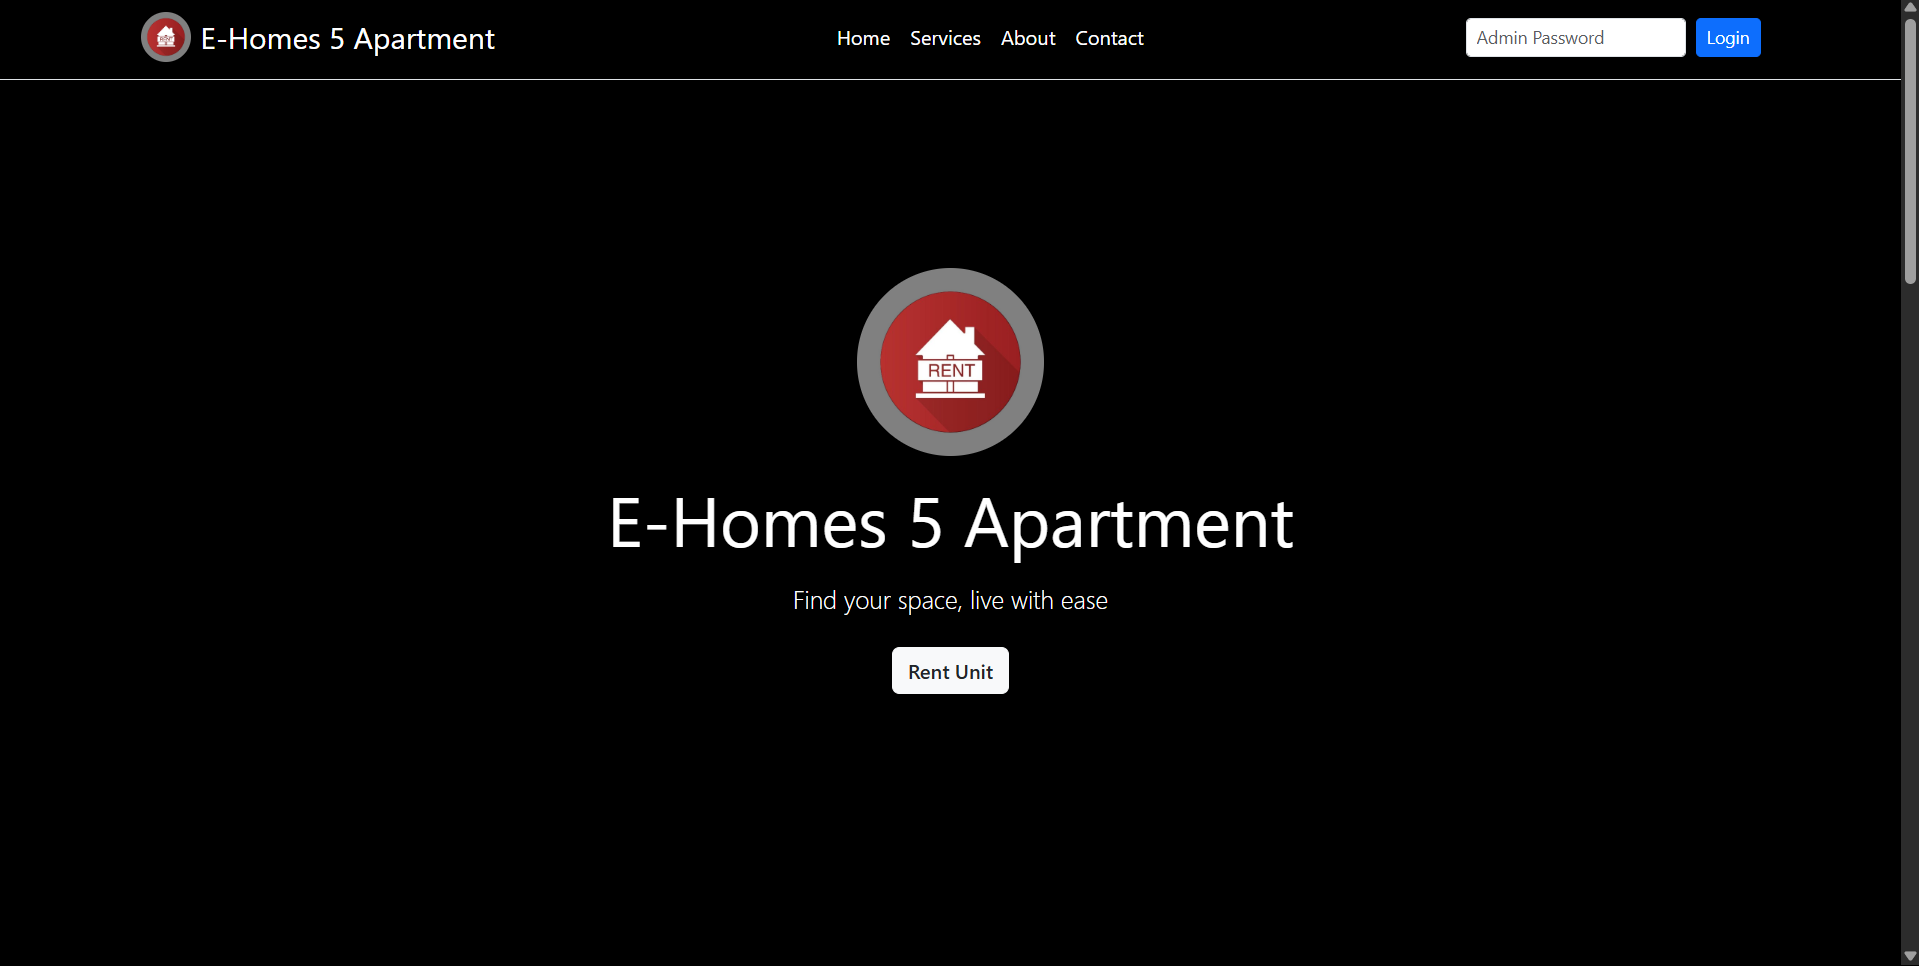 E-Homes 5 Apartment
Home Services About Contact
Admin Password Login
RENT
E-Homes 5 Apartment
Find your space, live with ease
Rent Unit